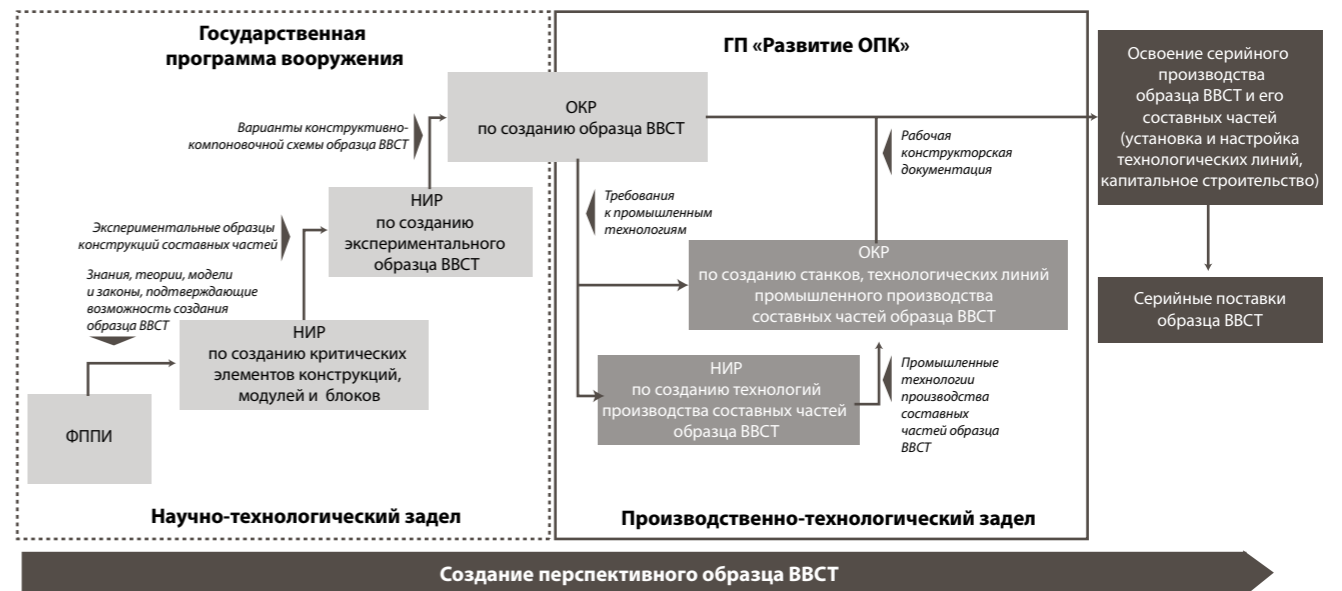 Государственная
программа вооружения
ГП «Развитие ОПК»
Освоение серийного
производства
образца ВВСТ и его
составных частей
(установка и настройка
технологических линий,
капитальное строительство)
ОКР
по созданию образца ВВСТ
Варианты конструктивно-
компоновочной схемы образца ВВСТ
Рабочая
конструкторская
документация
НИР
по созданию
экспериментального
образца ВВСТ
Требования
к промышленным
технологиям
Экспериментальные образцы
конструкций составных частей
ОКР
по созданию станков, технологических линий
промышленного производства
составных частей образца ВВСТ
Знания, теории, модели
и законы, подтверждающие
возможность создания
образца ВВСТ
Серийные поставки
образца ВВСТ
НИР
по созданию критических
элементов конструкций,
модулей и блоков
НИР
по созданию технологий
производства составных частей
образца ВВСТ
Промышленные
технологии
производства
составных
частей образца
ВВСТ
ФППИ
Научно-технологический задел
Производственно-технологический задел
Создание перспективного образца ВВСТ